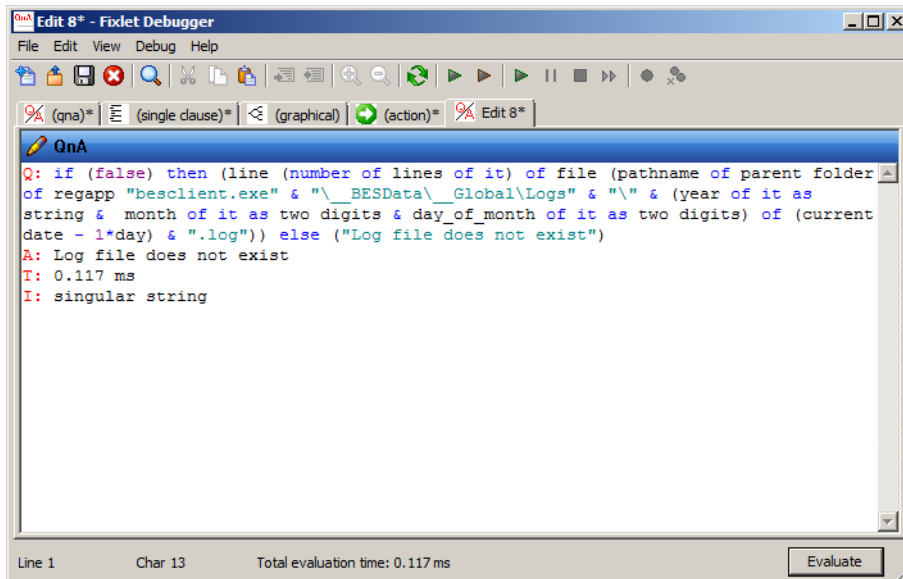 QnA Edit 8* - Fixlet Debugger
File Edit View Debug Help
(qna)* (single clause)* (graphical) (action)* Edit 8*
QnA
Q: if (false) then (line (number of lines of it) of file (pathname of parent folder
of regapp "besclient.exe" & "\__BESData\__Global\Logs" & "\" & (year of it as
string &  month of it as two digits & day_of_month of it as two digits) of (current
date - 1*day) & ".log")) else ("Log file does not exist")
A: Log file does not exist
T: 0.117 ms
I: singular string
Line 1 Char 13 Total evaluation time: 0.117 ms Evaluate